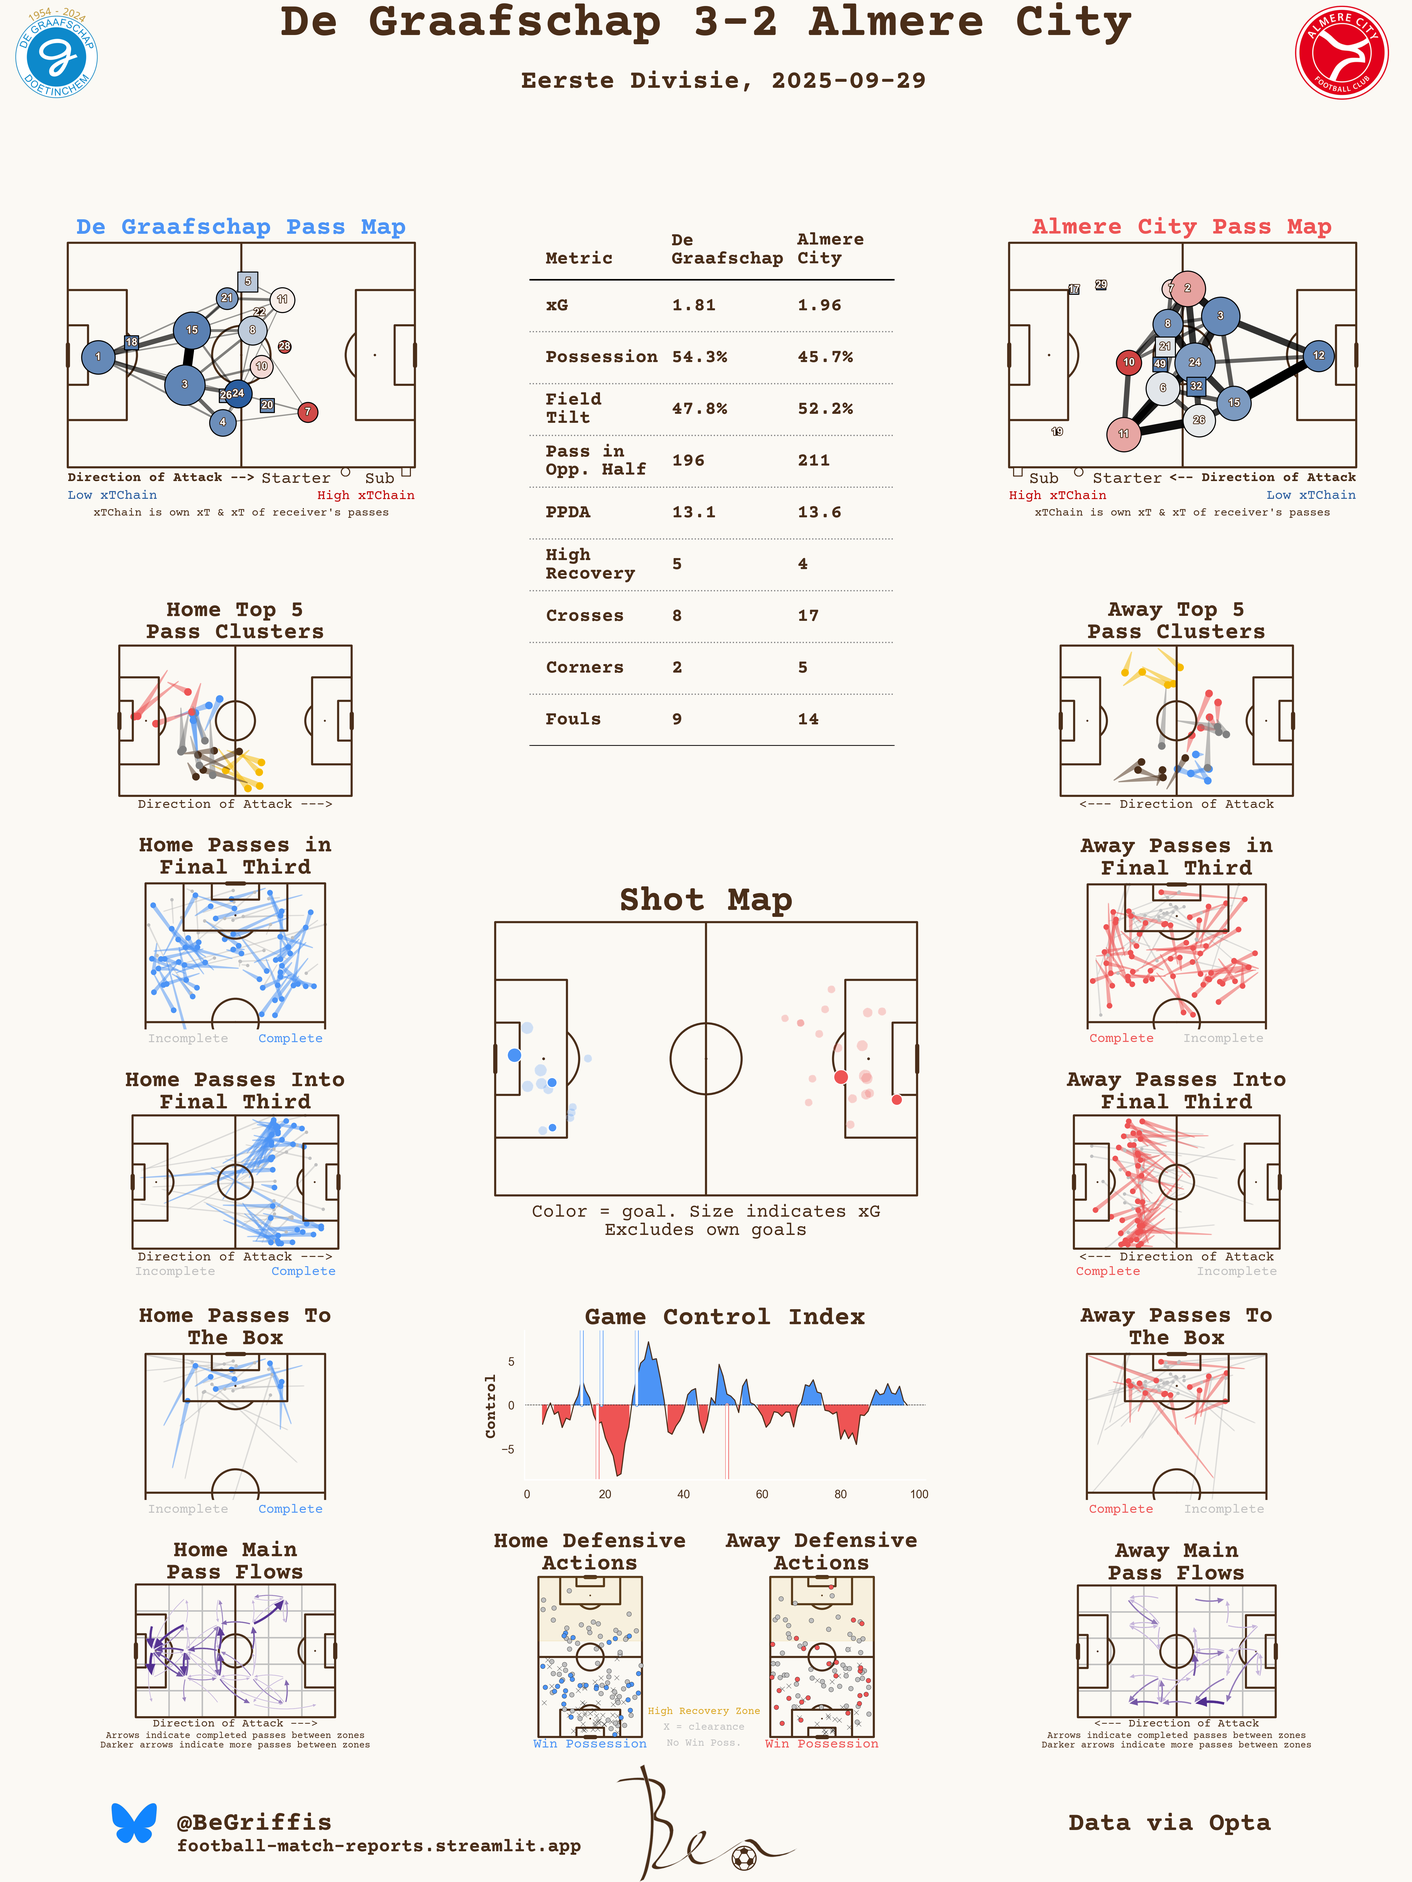 De Graafschap 3-2 Almere City
Eerste Divisie, 2025-09-29
1954 - 2024
DE GRAAFSCHAP
DOETINCHEM
ALMERE CITY
FOOTBALL CLUB
De Graafschap Pass Map
5
21
11
22
15
8
18
1
28
10
3
26
24
20
7
4
Direction of Attack --> Starter Sub
Low xTChain High xTChain
xTChain is own xT & xT of receiver's passes
Metric De Graafschap Almere City
xG 1.81 1.96
Possession 54.3% 45.7%
Field Tilt 47.8% 52.2%
Pass in Opp. Half 196 211
PPDA 13.1 13.6
High Recovery 5 4
Crosses 8 17
Corners 2 5
Fouls 9 14
Almere City Pass Map
17
29
7
2
8
3
21
12
10
49
24
6
32
15
26
11
19
Sub Starter <-- Direction of Attack
High xTChain Low xTChain
xTChain is own xT & xT of receiver's passes
Home Top 5
Pass Clusters
Direction of Attack --->
Away Top 5
Pass Clusters
<--- Direction of Attack
Home Passes in
Final Third
Incomplete Complete
Away Passes in
Final Third
Complete Incomplete
Shot Map
Color = goal. Size indicates xG
Excludes own goals
Home Passes Into
Final Third
Direction of Attack --->
Incomplete Complete
Away Passes Into
Final Third
<--- Direction of Attack
Complete Incomplete
Home Passes To
The Box
Incomplete Complete
Game Control Index
Control
5
0
−5
0 20 40 60 80 100
Away Passes To
The Box
Complete Incomplete
Home Main
Pass Flows
Direction of Attack --->
Arrows indicate completed passes between zones
Darker arrows indicate more passes between zones
Home Defensive
Actions
Win Possession
High Recovery Zone
X = clearance
No Win Poss.
Away Defensive
Actions
Win Possession
Away Main
Pass Flows
<--- Direction of Attack
Arrows indicate completed passes between zones
Darker arrows indicate more passes between zones
@BeGriffis
football-match-reports.streamlit.app
Ben
Data via Opta